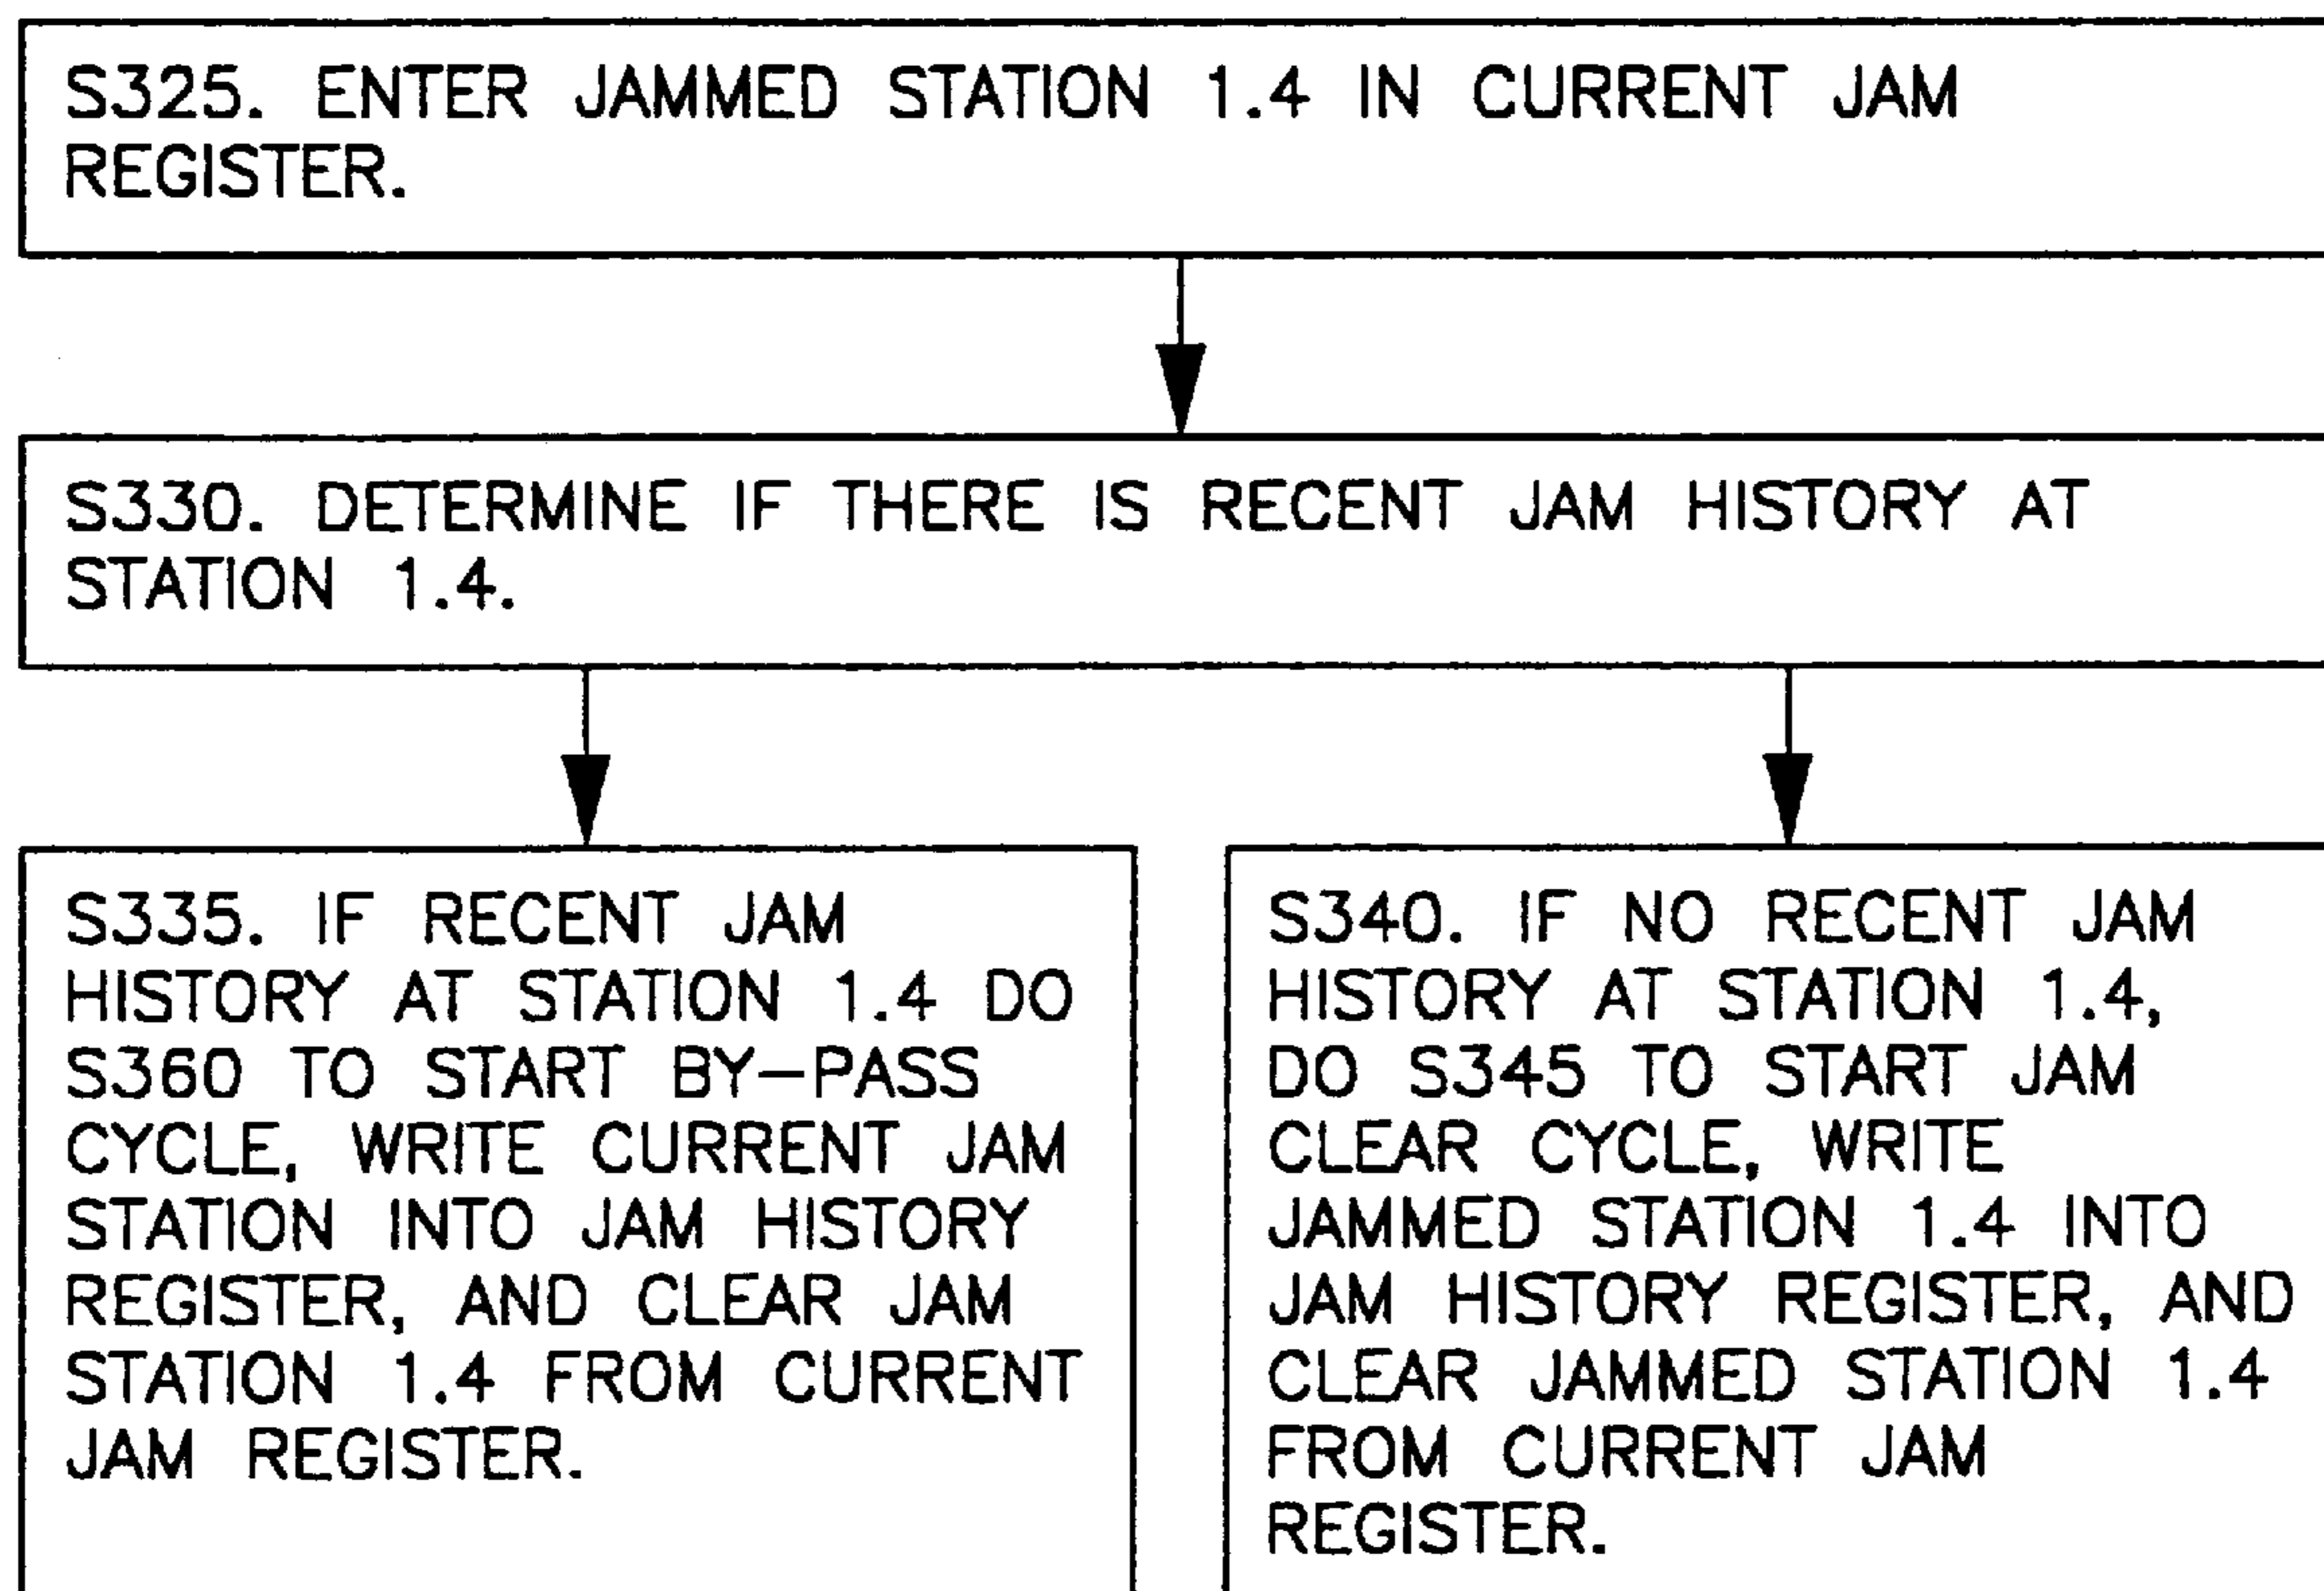 S325. ENTER JAMMED STATION 1.4 IN CURRENT JAM
REGISTER.
S330. DETERMINE IF THERE IS RECENT JAM HISTORY AT
STATION 1.4.
S335. IF RECENT JAM
HISTORY AT STATION 1.4 DO
S360 TO START BY-PASS
CYCLE, WRITE CURRENT JAM
STATION INTO JAM HISTORY
REGISTER, AND CLEAR JAM
STATION 1.4 FROM CURRENT
JAM REGISTER.
S340. IF NO RECENT JAM
HISTORY AT STATION 1.4,
DO S345 TO START JAM
CLEAR CYCLE, WRITE
JAMMED STATION 1.4 INTO
JAM HISTORY REGISTER, AND
CLEAR JAMMED STATION 1.4
FROM CURRENT JAM
REGISTER.